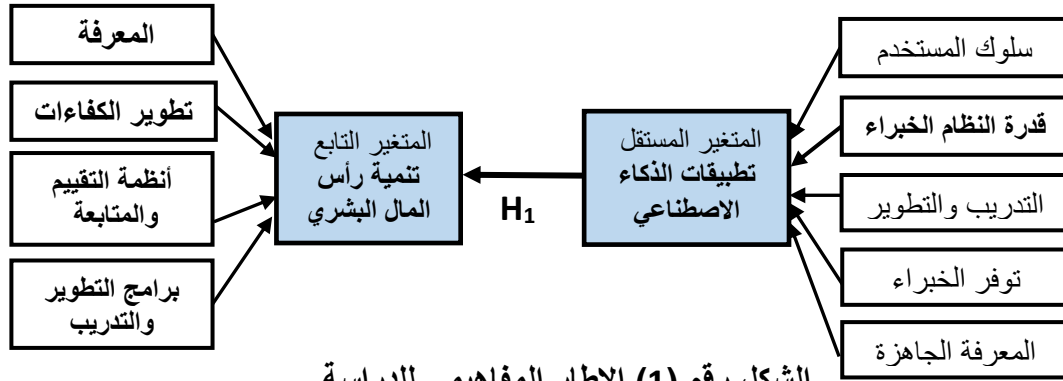 سلوك المستخدم
قدرة النظام الخبراء
التدريب والتطوير
توفر الخبراء
المعرفة الجاهزة
المتغير المستقل
تطبيقات الذكاء
الاصطناعي
H1
المتغير التابع
تنمية رأس
المال البشري
المعرفة
تطوير الكفاءات
أنظمة التقييم
والمتابعة
برامج التطوير
والتدريب
الشكل رقم (1) الاطار المفاهيمي للدراسة